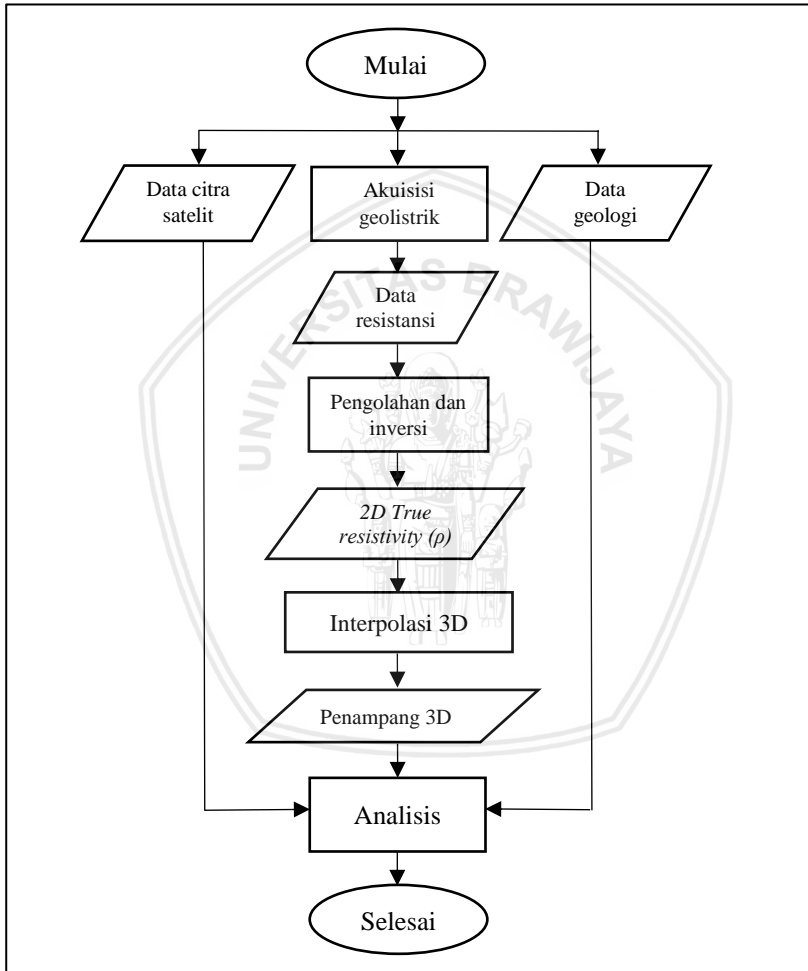 Mulai
Data citra
satelit
Akuisisi
geolistrik
Data
geologi
UNIVERSITAS BRAWIJAYA
Data
resistansi
Pengolahan dan
inversi
2D True
resistivity (ρ)
Interpolasi 3D
Penampang 3D
Analisis
Selesai